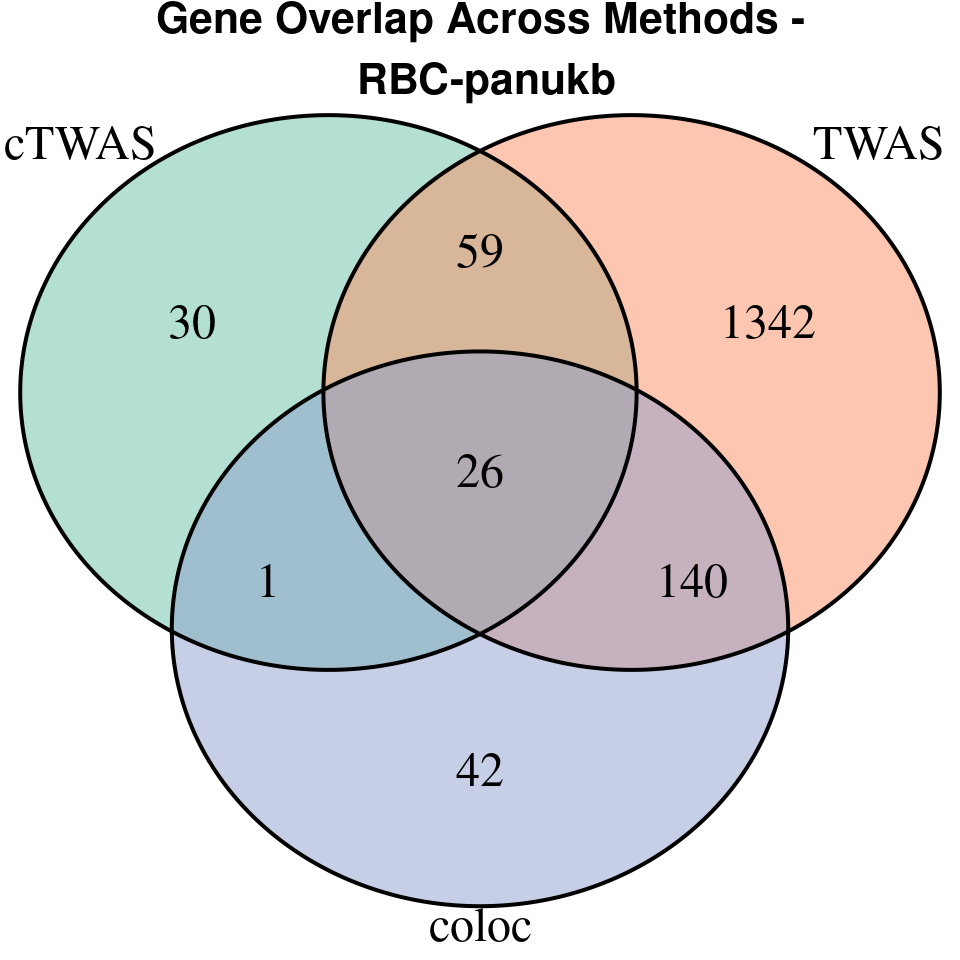 Gene Overlap Across Methods -
RBC-panukb
cTWAS
TWAS
59
30
1342
26
1
140
42
coloc